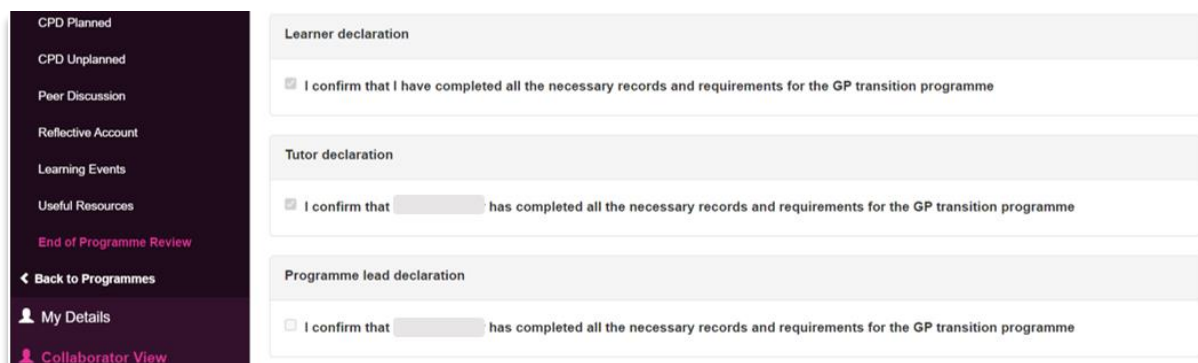 CPD Planned
CPD Unplanned
Peer Discussion
Reflective Account
Learning Events
Useful Resources
End of Programme Review
Back to Programmes
My Details
Collaborator View
Learner declaration
I confirm that I have completed all the necessary records and requirements for the GP transition programme
Tutor declaration
I confirm that has completed all the necessary records and requirements for the GP transition programme
Programme lead declaration
I confirm that has completed all the necessary records and requirements for the GP transition programme